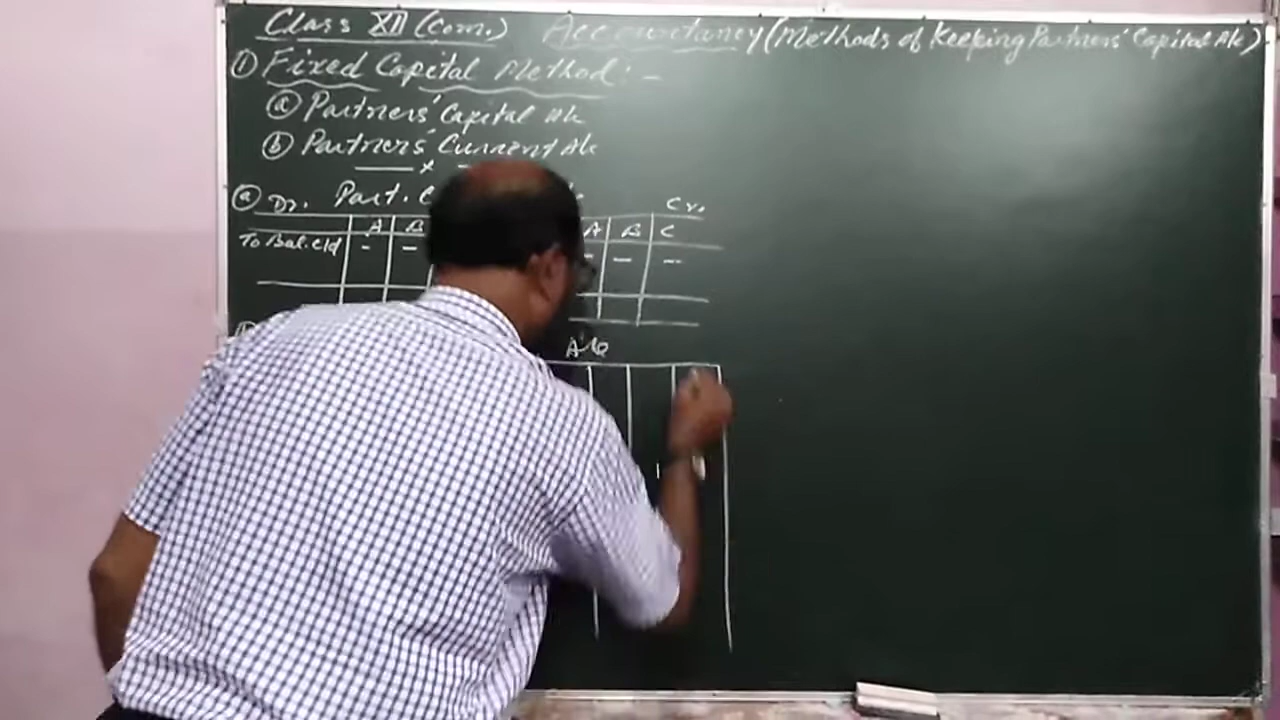 Class XII (Com.) Accountancy (Methods of Keeping Partners' Capital A/c)
① Fixed Capital Method :-
ⓐ Partners' Capital A/c
ⓑ Partners' Current A/c
x
ⓐ Dr. Part. C Cr.
A B A B C
To Bal. c/d - - - - -
A/c